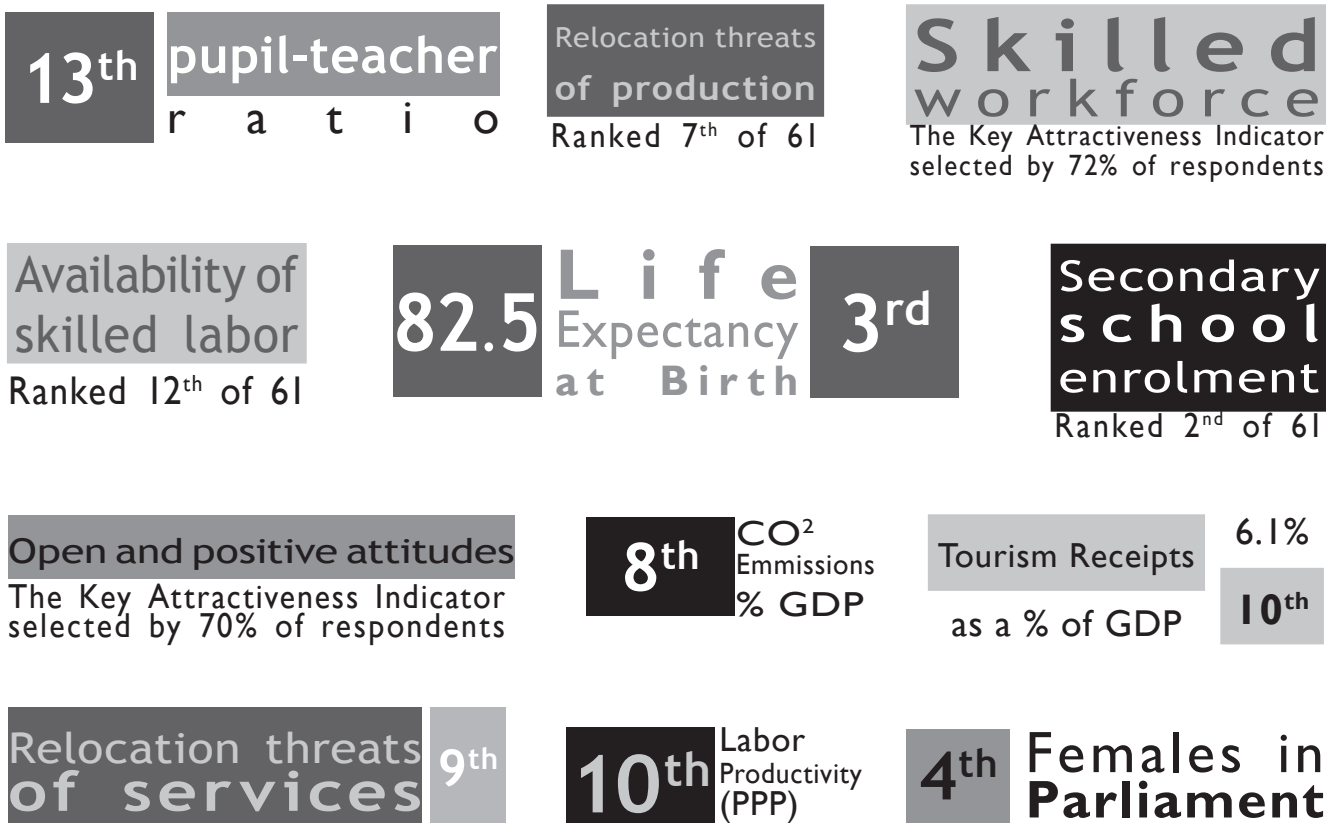 13th pupil-teacher
ratio
Relocation threats
of production
Ranked 7th of 61
Skilled
workforce
The Key Attractiveness Indicator
selected by 72% of respondents
Availability of
skilled labor
Ranked 12th of 61
82.5
Life
Expectancy
at Birth
3rd
Secondary
school
enrolment
Ranked 2nd of 61
Open and positive attitudes
The Key Attractiveness Indicator
selected by 70% of respondents
8th
CO²
Emmissions
% GDP
Tourism Receipts
as a % of GDP
6.1%
10th
Relocation threats
of services
9th
10th
Labor
Productivity
(PPP)
4th
Females in
Parliament